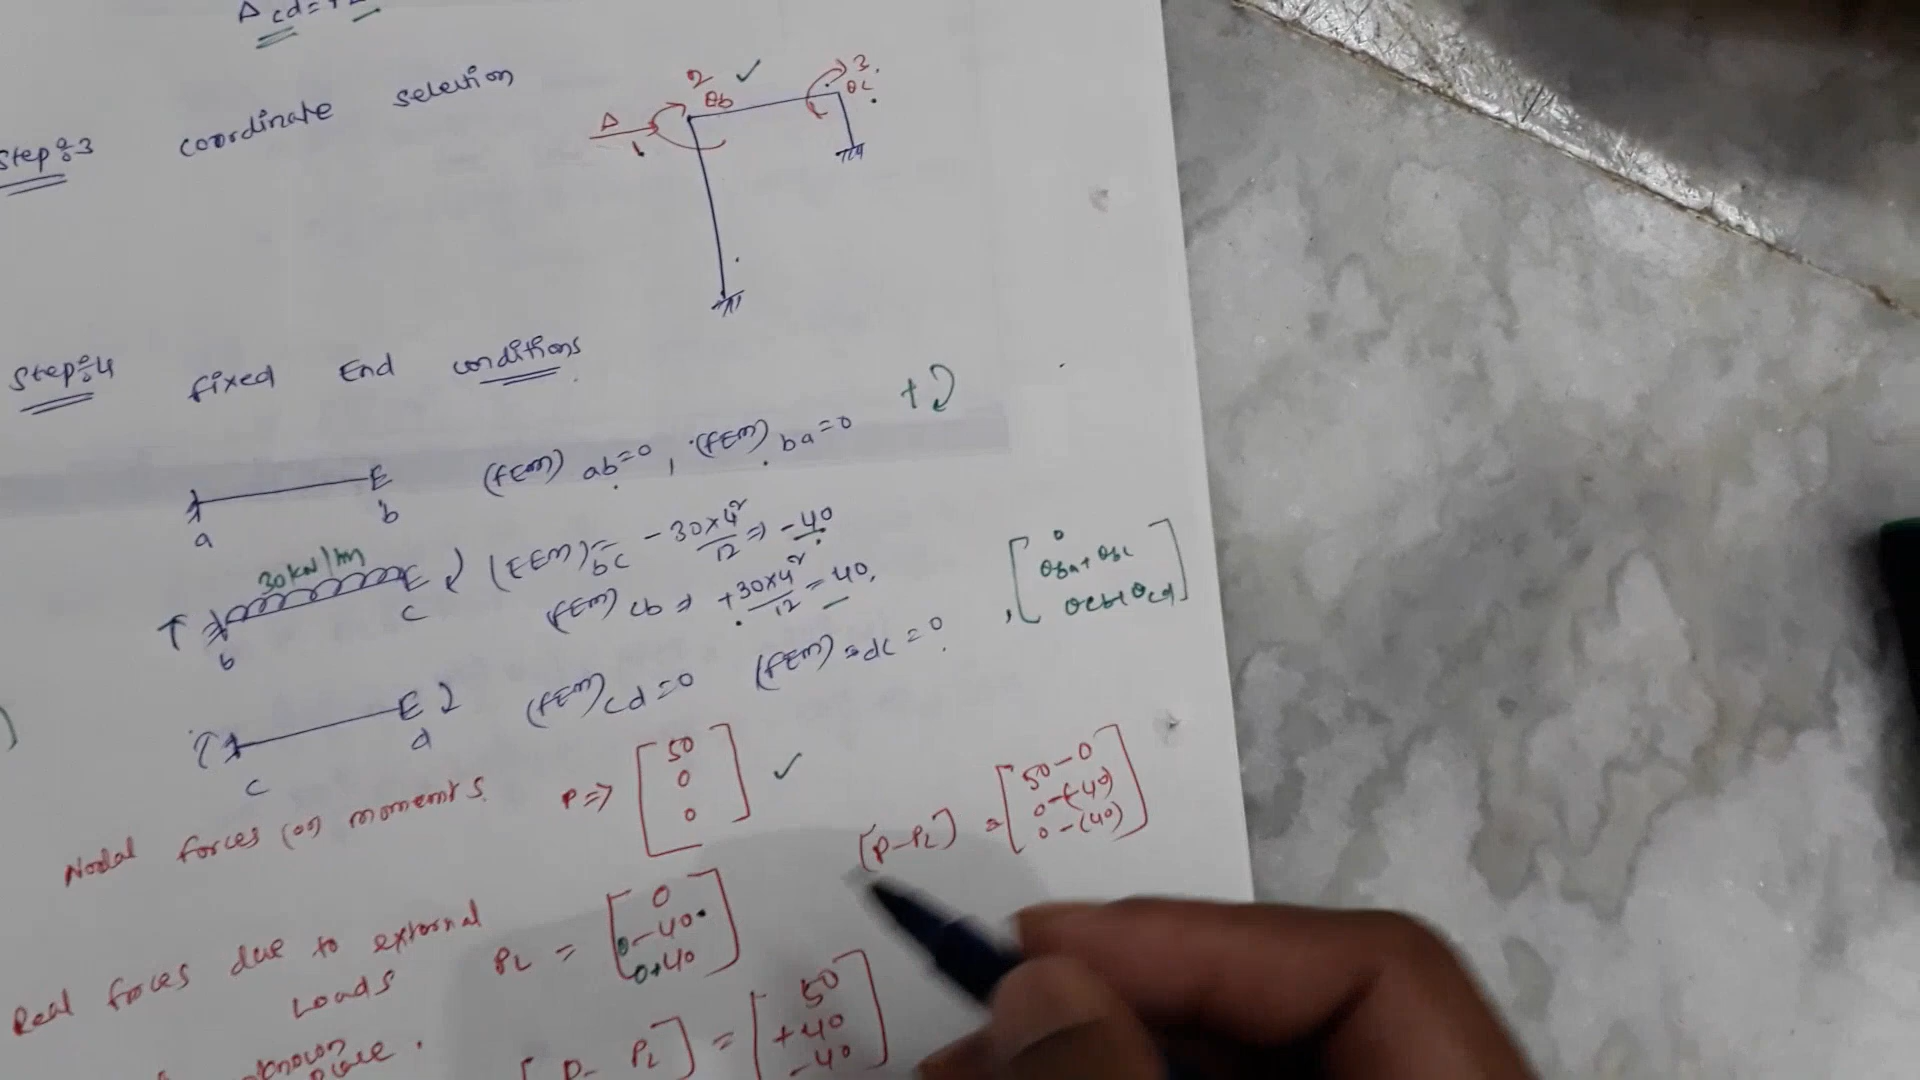 Δcd=
Step:3 coordinate selection
Δ
1
2
θb
✓
3
θc
Step:4 fixed End conditions
a b
(fEm) ab=0, (fEm) ba=0
+
30kN/m
b c
(fEm)bc = -30×4²/12 ⇒ -40
(fEm) cb ⇒ +30×4²/12 = 40
[0
θba+θbc
θcb+θcd]
c d
(fEm)cd=0 (fEm)dc=0
Nodal forces (or) moments. P⇒ [50
0
0] ✓
[P-PL] = [50-0
0-(-40)
0-(40)]
Real forces due to external Loads
PL = [0
0-40
0+40]
[P- PL] = [50
+40
-40]